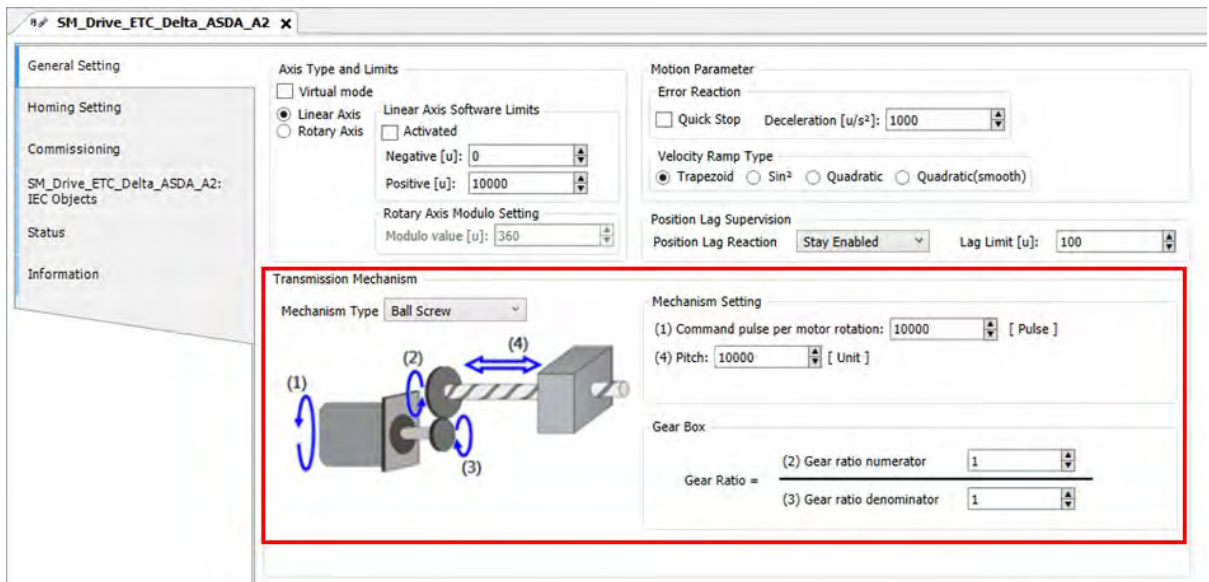 SM_Drive_ETC_Delta_ASDA_A2 x
General Setting
Homing Setting
Commissioning
SM_Drive_ETC_Delta_ASDA_A2:
IEC Objects
Status
Information
Axis Type and Limits
Virtual mode
Linear Axis
Rotary Axis
Linear Axis Software Limits
Activated
Negative [u]: 0
Positive [u]: 10000
Rotary Axis Modulo Setting
Modulo value [u]: 360
Motion Parameter
Error Reaction
Quick Stop Deceleration [u/s²]: 1000
Velocity Ramp Type
Trapezoid Sin² Quadratic Quadratic(smooth)
Position Lag Supervision
Position Lag Reaction Stay Enabled Lag Limit [u]: 100
Transmission Mechanism
Mechanism Type Ball Screw
(1)
(2)
(4)
(3)
Mechanism Setting
(1) Command pulse per motor rotation: 10000 [ Pulse ]
(4) Pitch: 10000 [ Unit ]
Gear Box
Gear Ratio =
(2) Gear ratio numerator 1
(3) Gear ratio denominator 1